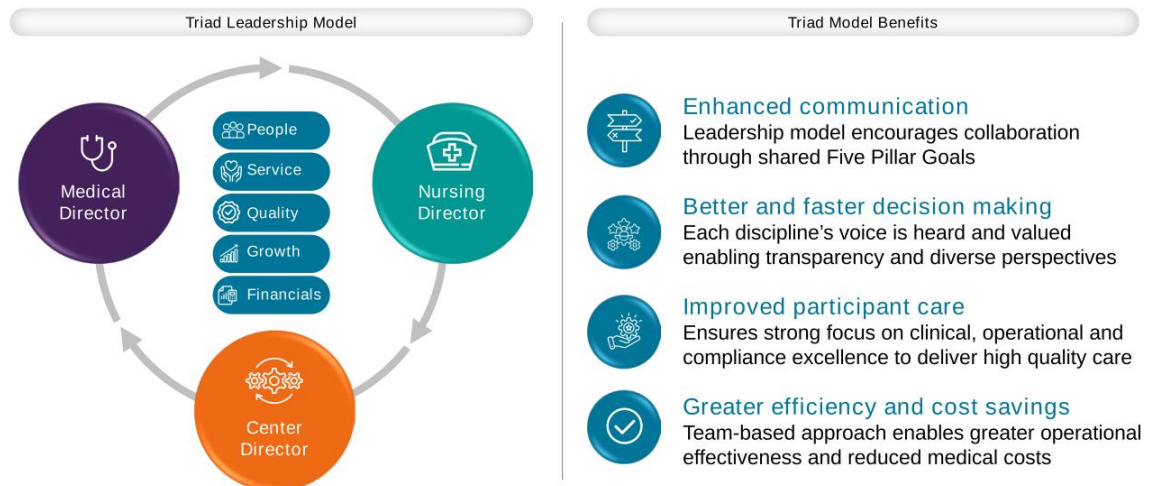 Triad Leadership Model
Medical
Director
People
Service
Quality
Growth
Financials
Nursing
Director
Center
Director
Triad Model Benefits
Enhanced communication
Leadership model encourages collaboration
through shared Five Pillar Goals
Better and faster decision making
Each discipline’s voice is heard and valued
enabling transparency and diverse perspectives
Improved participant care
Ensures strong focus on clinical, operational and
compliance excellence to deliver high quality care
Greater efficiency and cost savings
Team-based approach enables greater operational
effectiveness and reduced medical costs